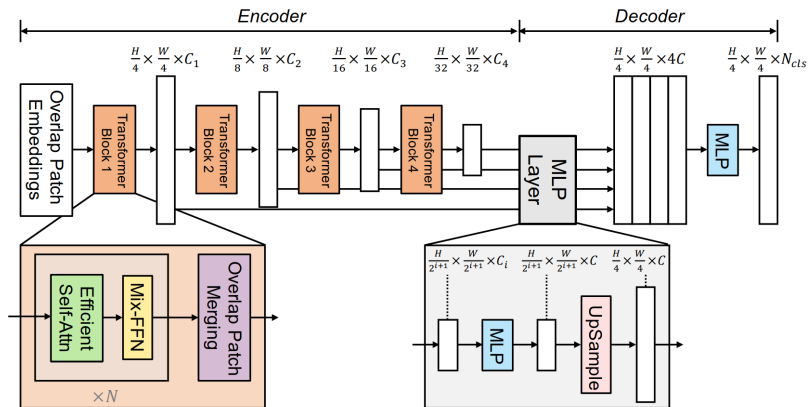 Encoder
Decoder
H/4 × W/4 ×C₁
H/8 × W/8 ×C₂
H/16 × W/16 ×C₃
H/32 × W/32 ×C₄
H/4 × W/4 ×4C
H/4 × W/4 ×N_cls
Overlap Patch
Embeddings
Transformer
Block 1
Transformer
Block 2
Transformer
Block 3
Transformer
Block 4
MLP
Layer
MLP
Efficient
Self-Attn
Mix-FFN
Overlap Patch
Merging
×N
H/2^{i+1} × W/2^{i+1} ×C_i
H/2^{i+1} × W/2^{i+1} ×C
H/4 × W/4 ×C
MLP
UpSample